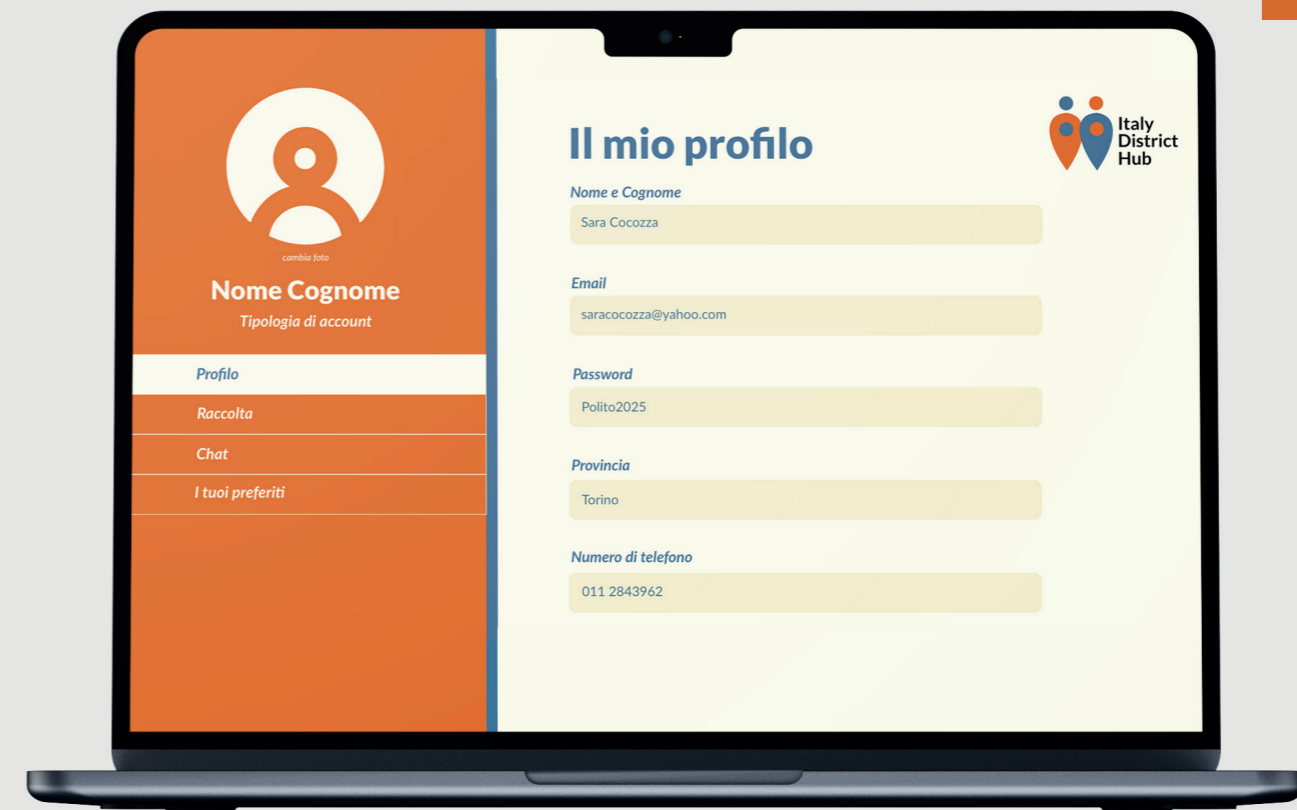 cambia foto
Nome Cognome
Tipologia di account
Profilo
Raccolta
Chat
I tuoi preferiti
Il mio profilo
Italy
District
Hub
Nome e Cognome
Sara Cocozza
Email
saracocozza@yahoo.com
Password
Polito2025
Provincia
Torino
Numero di telefono
011 2843962